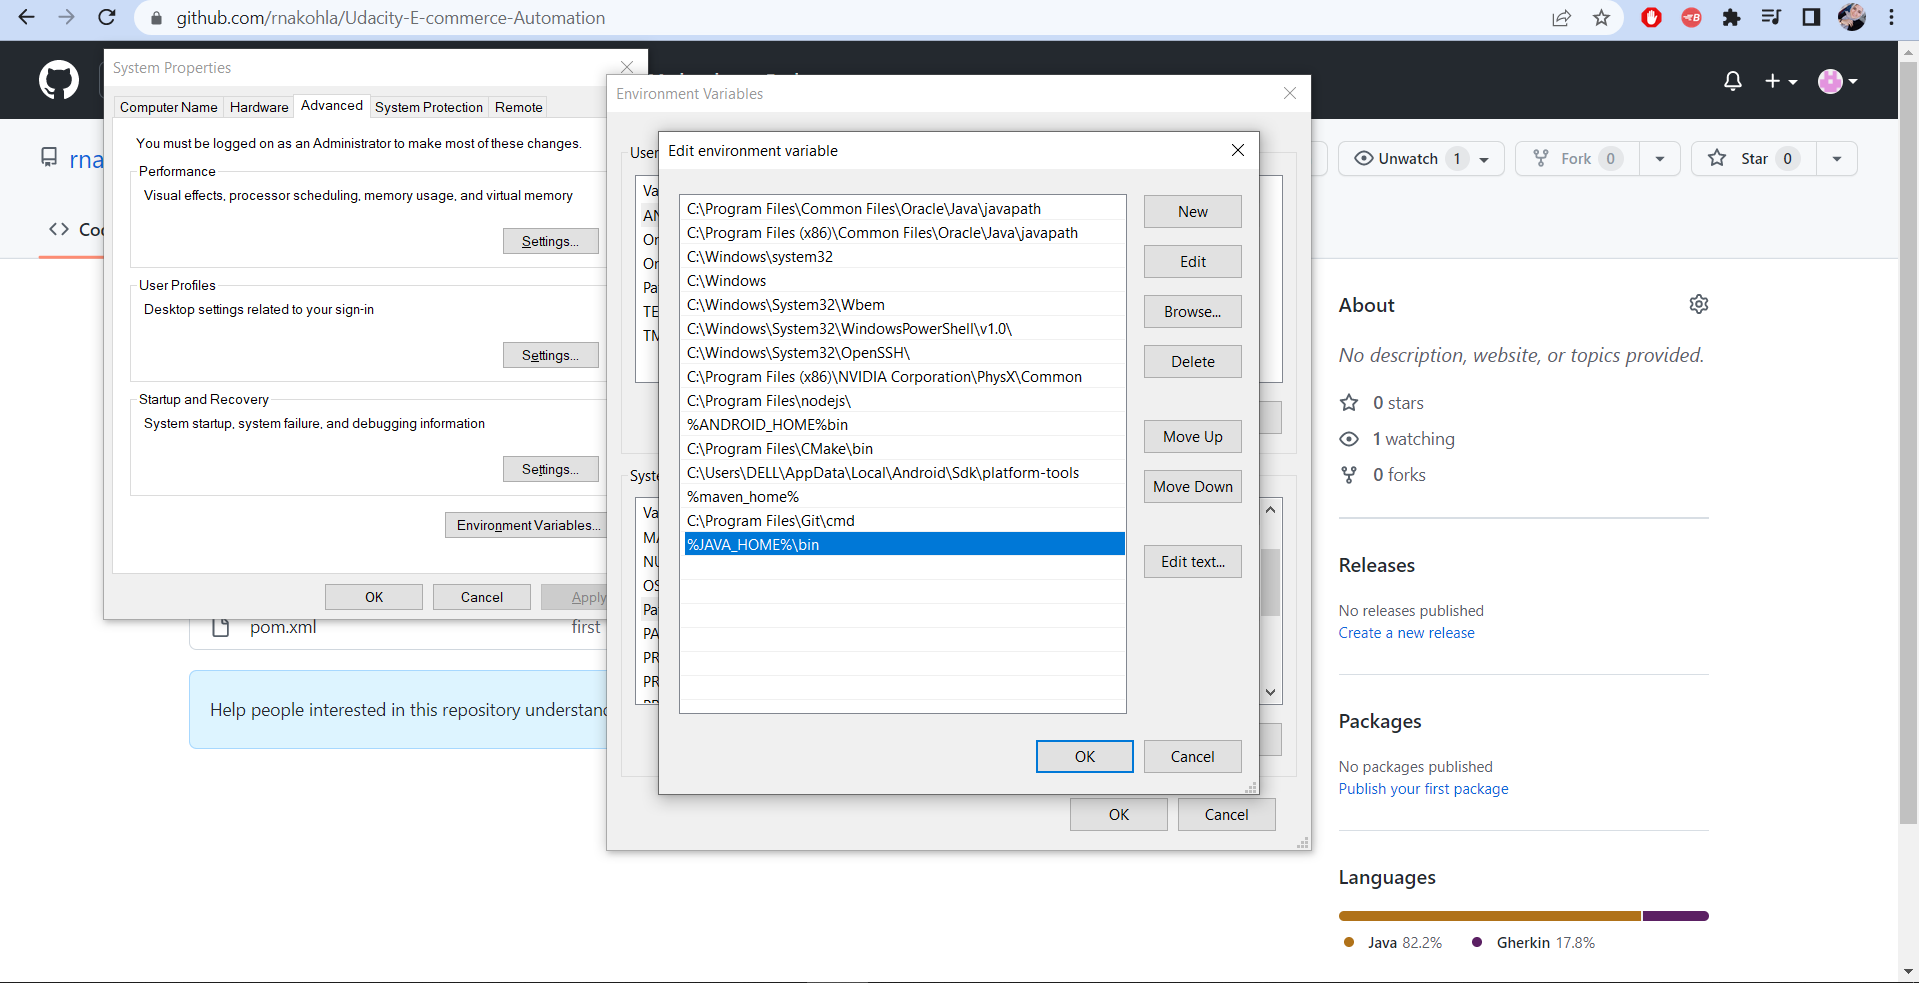 github.com/rnakohla/Udacity-E-commerce-Automation
System Properties
Computer Name Hardware Advanced System Protection Remote
You must be logged on as an Administrator to make most of these changes.
Performance
Visual effects, processor scheduling, memory usage, and virtual memory
Settings...
User Profiles
Desktop settings related to your sign-in
Settings...
Startup and Recovery
System startup, system failure, and debugging information
Settings...
Environment Variables...
OK Cancel Apply
rna
Co
pom.xml first
Help people interested in this repository understand
Environment Variables
User
Va
AN
On
On
Pa
TE
TM
Syste
Va
MA
NU
OS
Pa
PA
PR
PR
OK Cancel
Edit environment variable
C:\Program Files\Common Files\Oracle\Java\javapath
C:\Program Files (x86)\Common Files\Oracle\Java\javapath
C:\Windows\system32
C:\Windows
C:\Windows\System32\Wbem
C:\Windows\System32\WindowsPowerShell\v1.0\
C:\Windows\System32\OpenSSH\
C:\Program Files (x86)\NVIDIA Corporation\PhysX\Common
C:\Program Files\nodejs\
%ANDROID_HOME%bin
C:\Program Files\CMake\bin
C:\Users\DELL\AppData\Local\Android\Sdk\platform-tools
%maven_home%
C:\Program Files\Git\cmd
%JAVA_HOME%\bin
New
Edit
Browse...
Delete
Move Up
Move Down
Edit text...
OK Cancel
Unwatch 1 Fork 0 Star 0
About
No description, website, or topics provided.
0 stars
1 watching
0 forks
Releases
No releases published
Create a new release
Packages
No packages published
Publish your first package
Languages
Java 82.2% Gherkin 17.8%